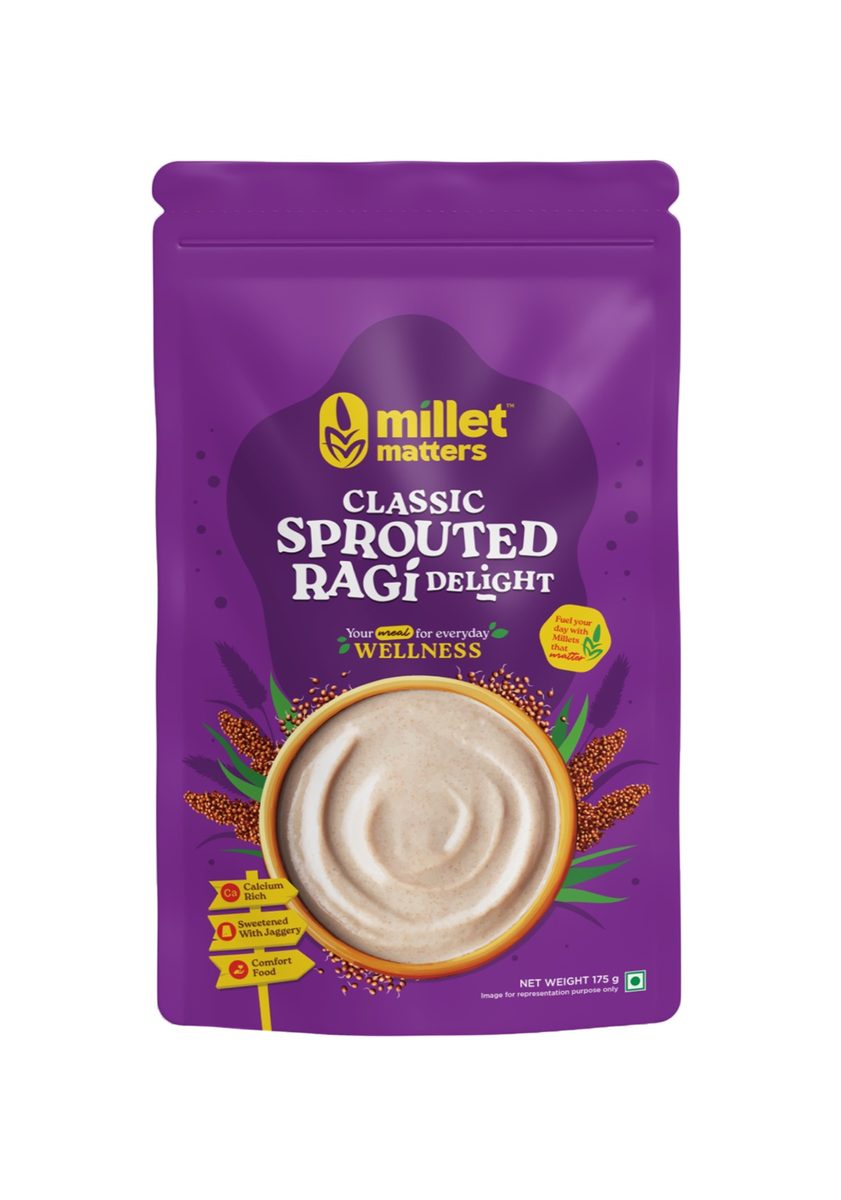 millet™
matters
CLASSIC
SPROUTED
RAGI DELIGHT
Your meal for everyday
WELLNESS
Fuel your
day with
Millets
that
matter
Ca
Calcium
Rich
Sweetened
With Jaggery
Comfort
Food
NET WEIGHT 175 g
Image for representation purpose only